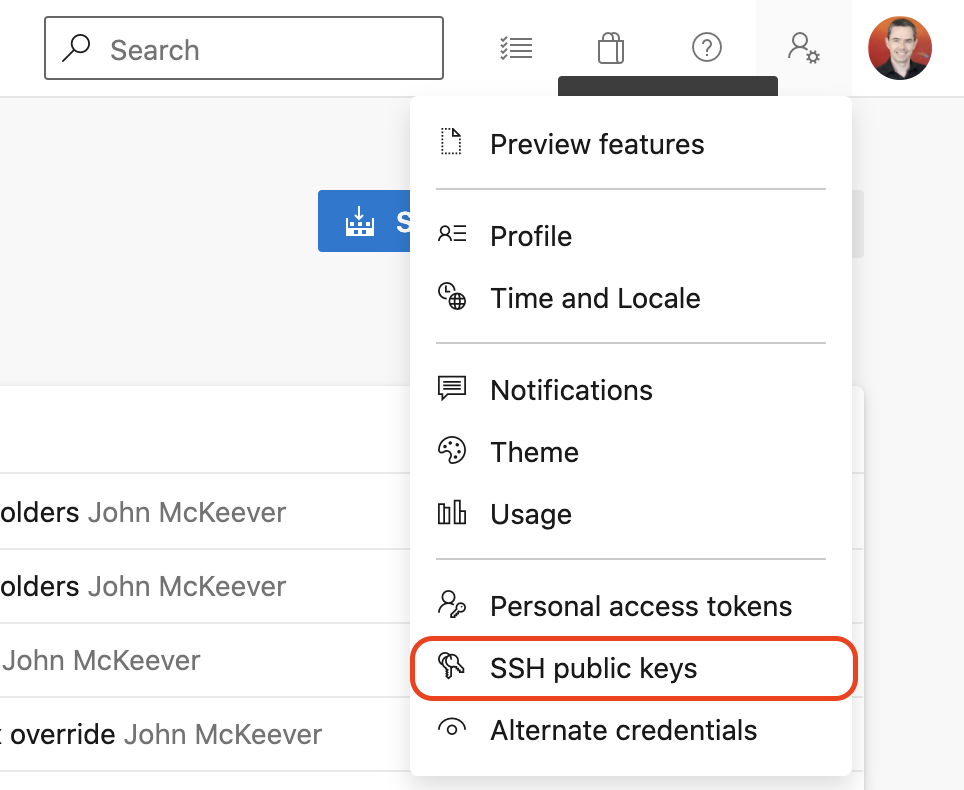 Search
Preview features
S
Profile
Time and Locale
Notifications
Theme
Usage
olders John McKeever
olders John McKeever
John McKeever
override John McKeever
Personal access tokens
SSH public keys
Alternate credentials